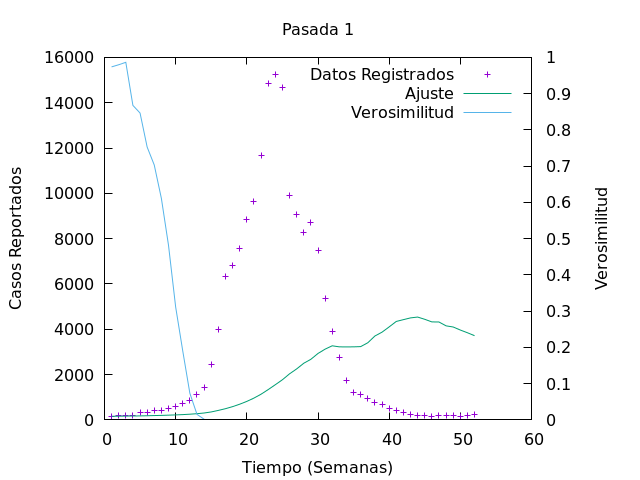 Pasada 1
Datos Registrados
Ajuste
Verosimilitud
Casos Reportados
16000
14000
12000
10000
8000
6000
4000
2000
0
1
0.9
0.8
0.7
0.6
0.5
0.4
0.3
0.2
0.1
0
Verosimilitud
0 10 20 30 40 50 60
Tiempo (Semanas)